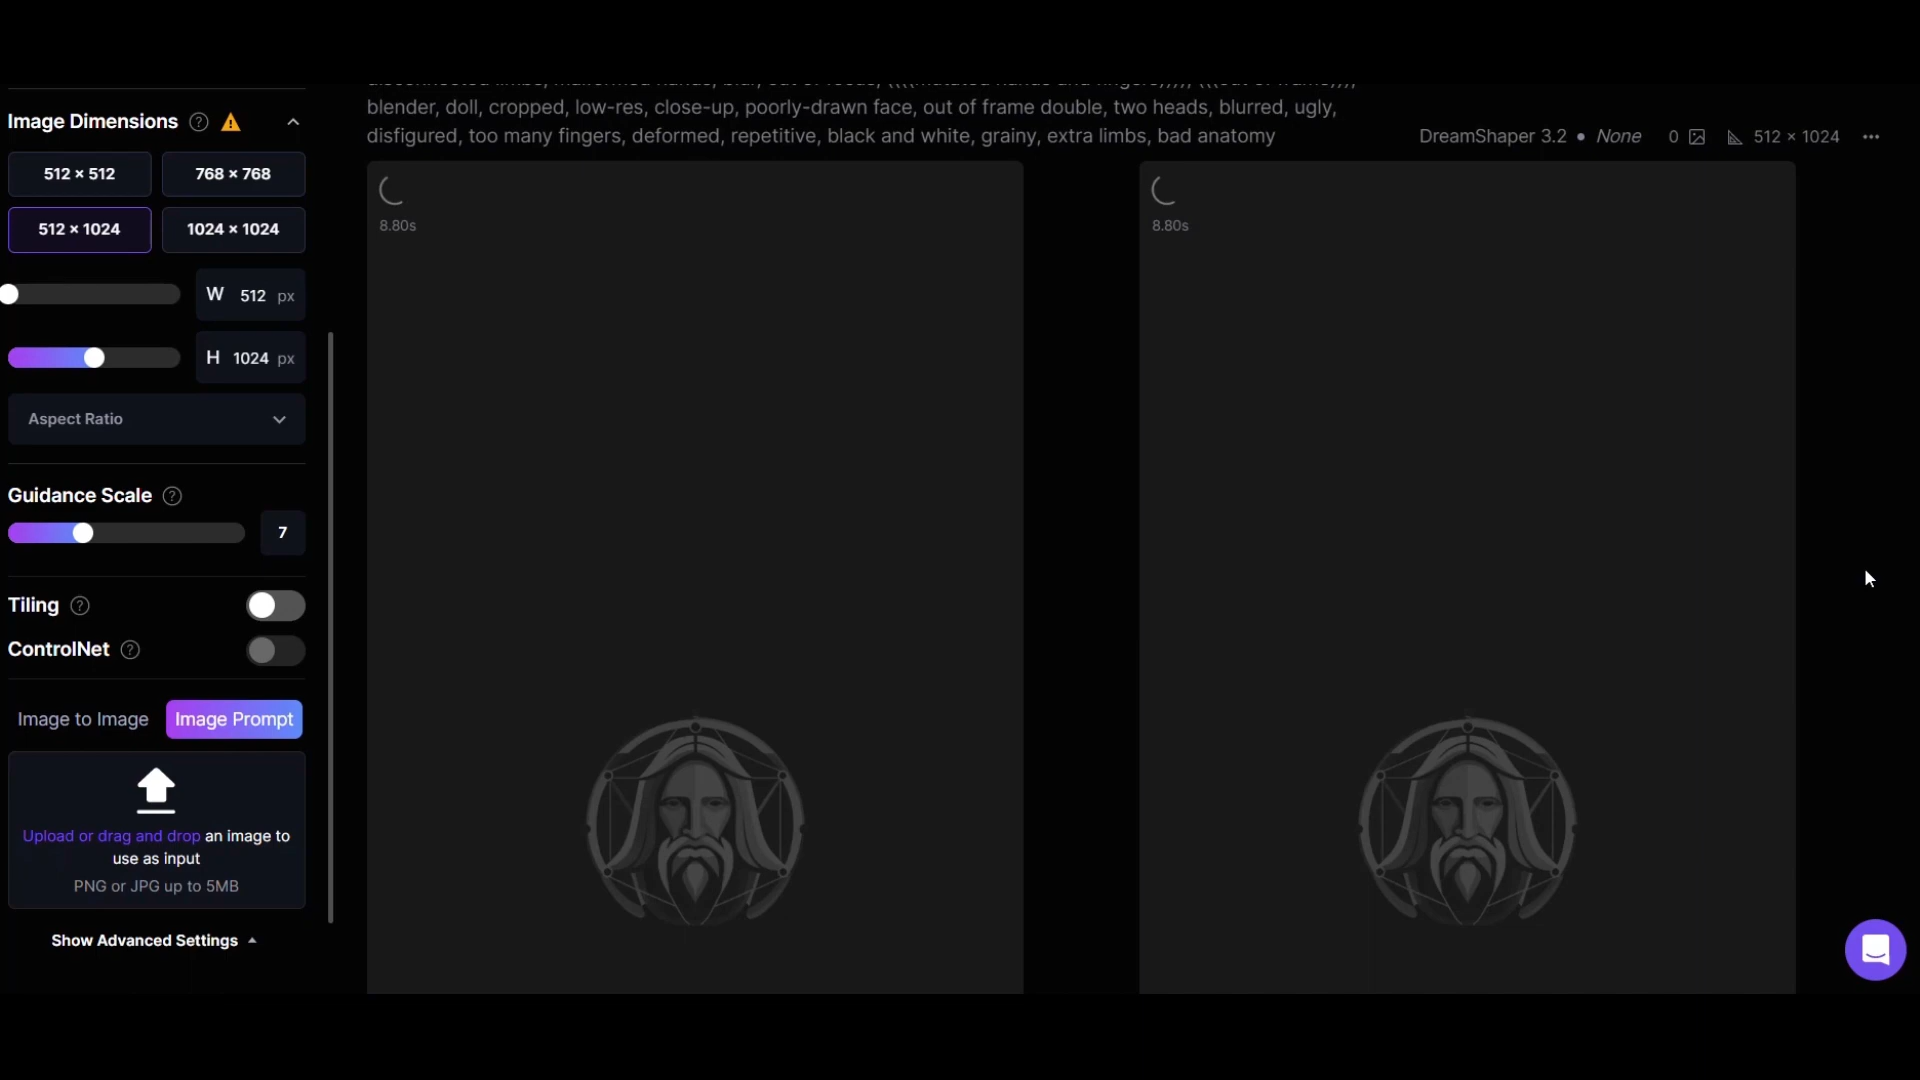 Image Dimensions
512 × 512
768 × 768
512 × 1024
1024 × 1024
W 512 px
H 1024 px
Aspect Ratio
Guidance Scale
7
Tiling
ControlNet
Image to Image
Image Prompt
Upload or drag and drop an image to
use as input
PNG or JPG up to 5MB
Show Advanced Settings
blender, doll, cropped, low-res, close-up, poorly-drawn face, out of frame double, two heads, blurred, ugly,
disfigured, too many fingers, deformed, repetitive, black and white, grainy, extra limbs, bad anatomy
DreamShaper 3.2 • None 0 512 × 1024
8.80s
8.80s